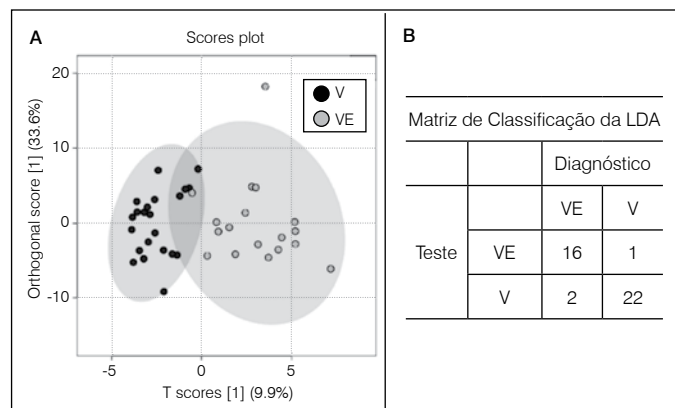 A
Scores plot
Orthogonal score [1] (33.6%)
20
10
0
-10
V
VE
-5
0
5
T scores [1] (9.9%)
B
Matriz de Classificação da LDA
Diagnóstico
VE V
Teste VE 16 1
V 2 22